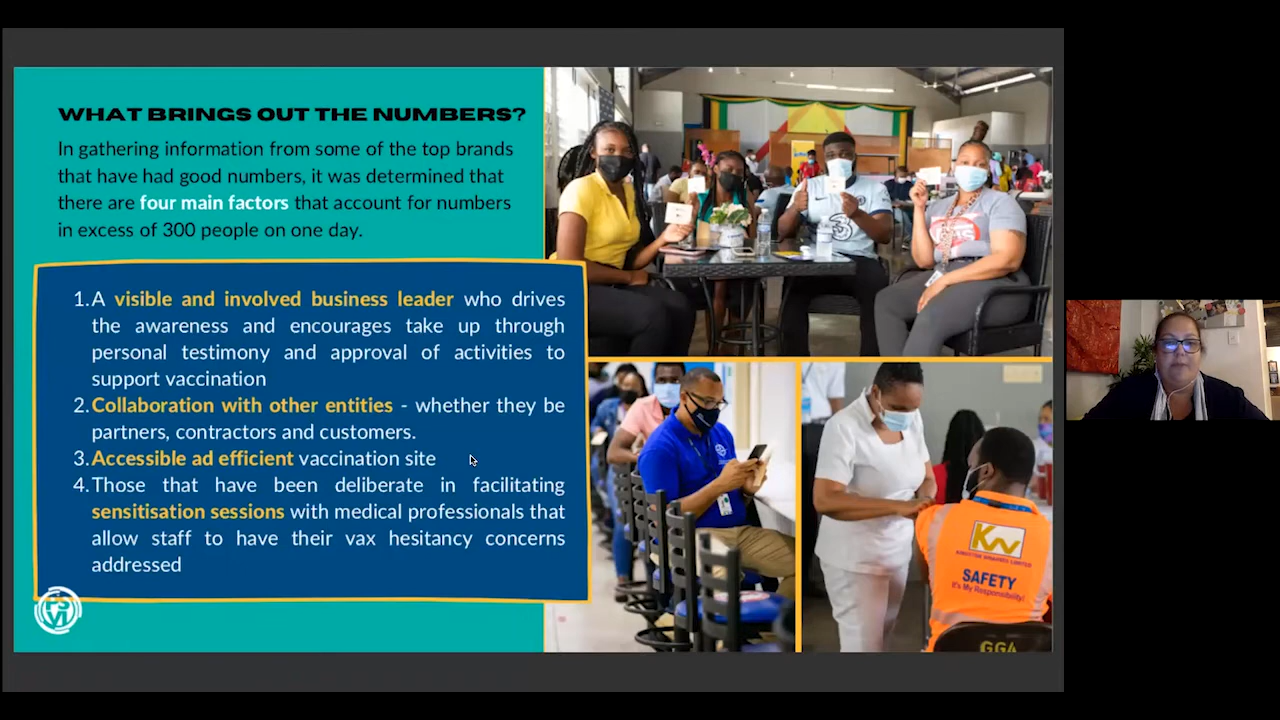 WHAT BRINGS OUT THE NUMBERS?
In gathering information from some of the top brands
that have had good numbers, it was determined that
there are four main factors that account for numbers
in excess of 300 people on one day.
1. A visible and involved business leader who drives
the awareness and encourages take up through
personal testimony and approval of activities to
support vaccination
2. Collaboration with other entities - whether they be
partners, contractors and customers.
3. Accessible ad efficient vaccination site
4. Those that have been deliberate in facilitating
sensitisation sessions with medical professionals that
allow staff to have their vax hesitancy concerns
addressed
PSVI
3
KW
KINGSTON WHARVES LIMITED
SAFETY
It's My Responsibility!
GGA